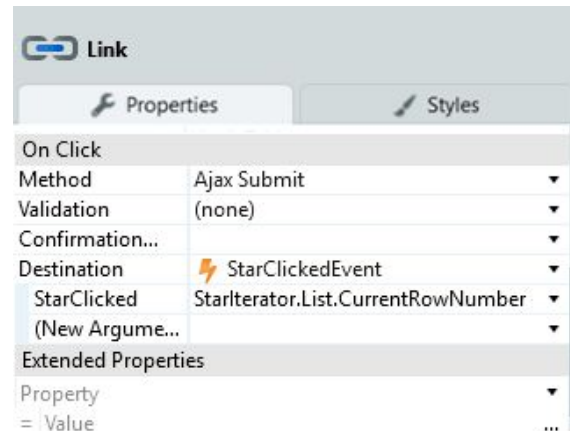 Link
Properties Styles
On Click
Method Ajax Submit
Validation (none)
Confirmation...
Destination StarClickedEvent
StarClicked StarIterator.List.CurrentRowNumber
(New Argume...
Extended Properties
Property
= Value ...